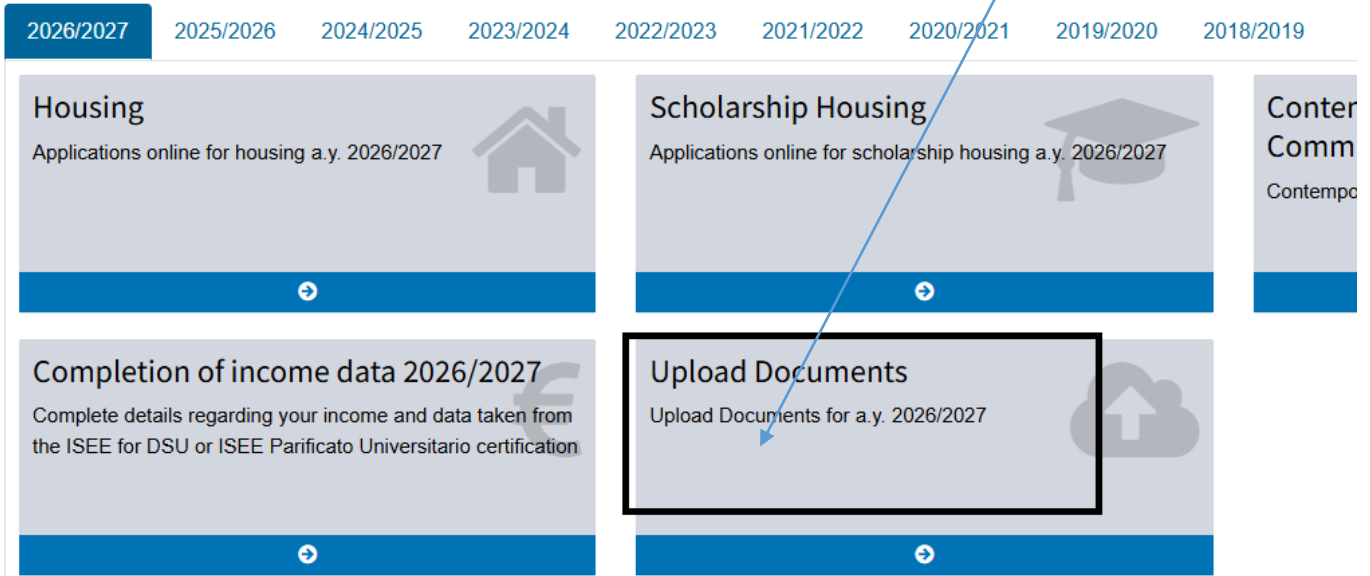 2026/2027 2025/2026 2024/2025 2023/2024 2022/2023 2021/2022 2020/2021 2019/2020 2018/2019
Housing
Applications online for housing a.y. 2026/2027
Scholarship Housing
Applications online for scholarship housing a.y. 2026/2027
Completion of income data 2026/2027
Complete details regarding your income and data taken from
the ISEE for DSU or ISEE Parificato Universitario certification
Upload Documents
Upload Documents for a.y. 2026/2027